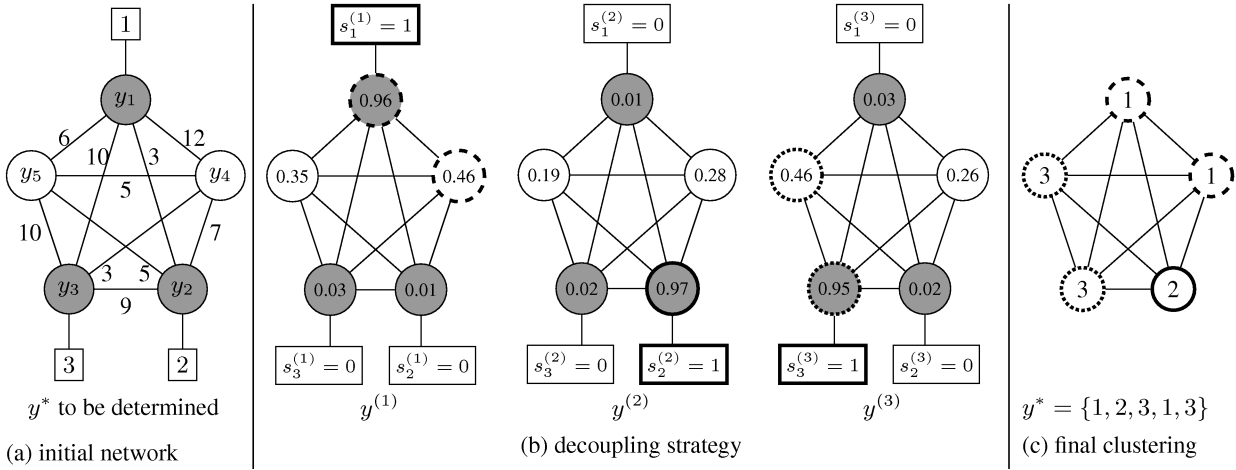 1
y₁
6
10
3
12
y₅
5
y₄
10
7
3
5
y₃
9
y₂
3
2
y* to be determined
(a) initial network
s₁⁽¹⁾ = 1
0.96
0.35
0.46
0.03
0.01
s₃⁽¹⁾ = 0
s₂⁽¹⁾ = 0
y⁽¹⁾
s₁⁽²⁾ = 0
0.01
0.19
0.28
0.02
0.97
s₃⁽²⁾ = 0
s₂⁽²⁾ = 1
y⁽²⁾
s₁⁽³⁾ = 0
0.03
0.46
0.26
0.95
0.02
s₃⁽³⁾ = 1
s₂⁽³⁾ = 0
y⁽³⁾
(b) decoupling strategy
1
3
1
3
2
y* = {1, 2, 3, 1, 3}
(c) final clustering